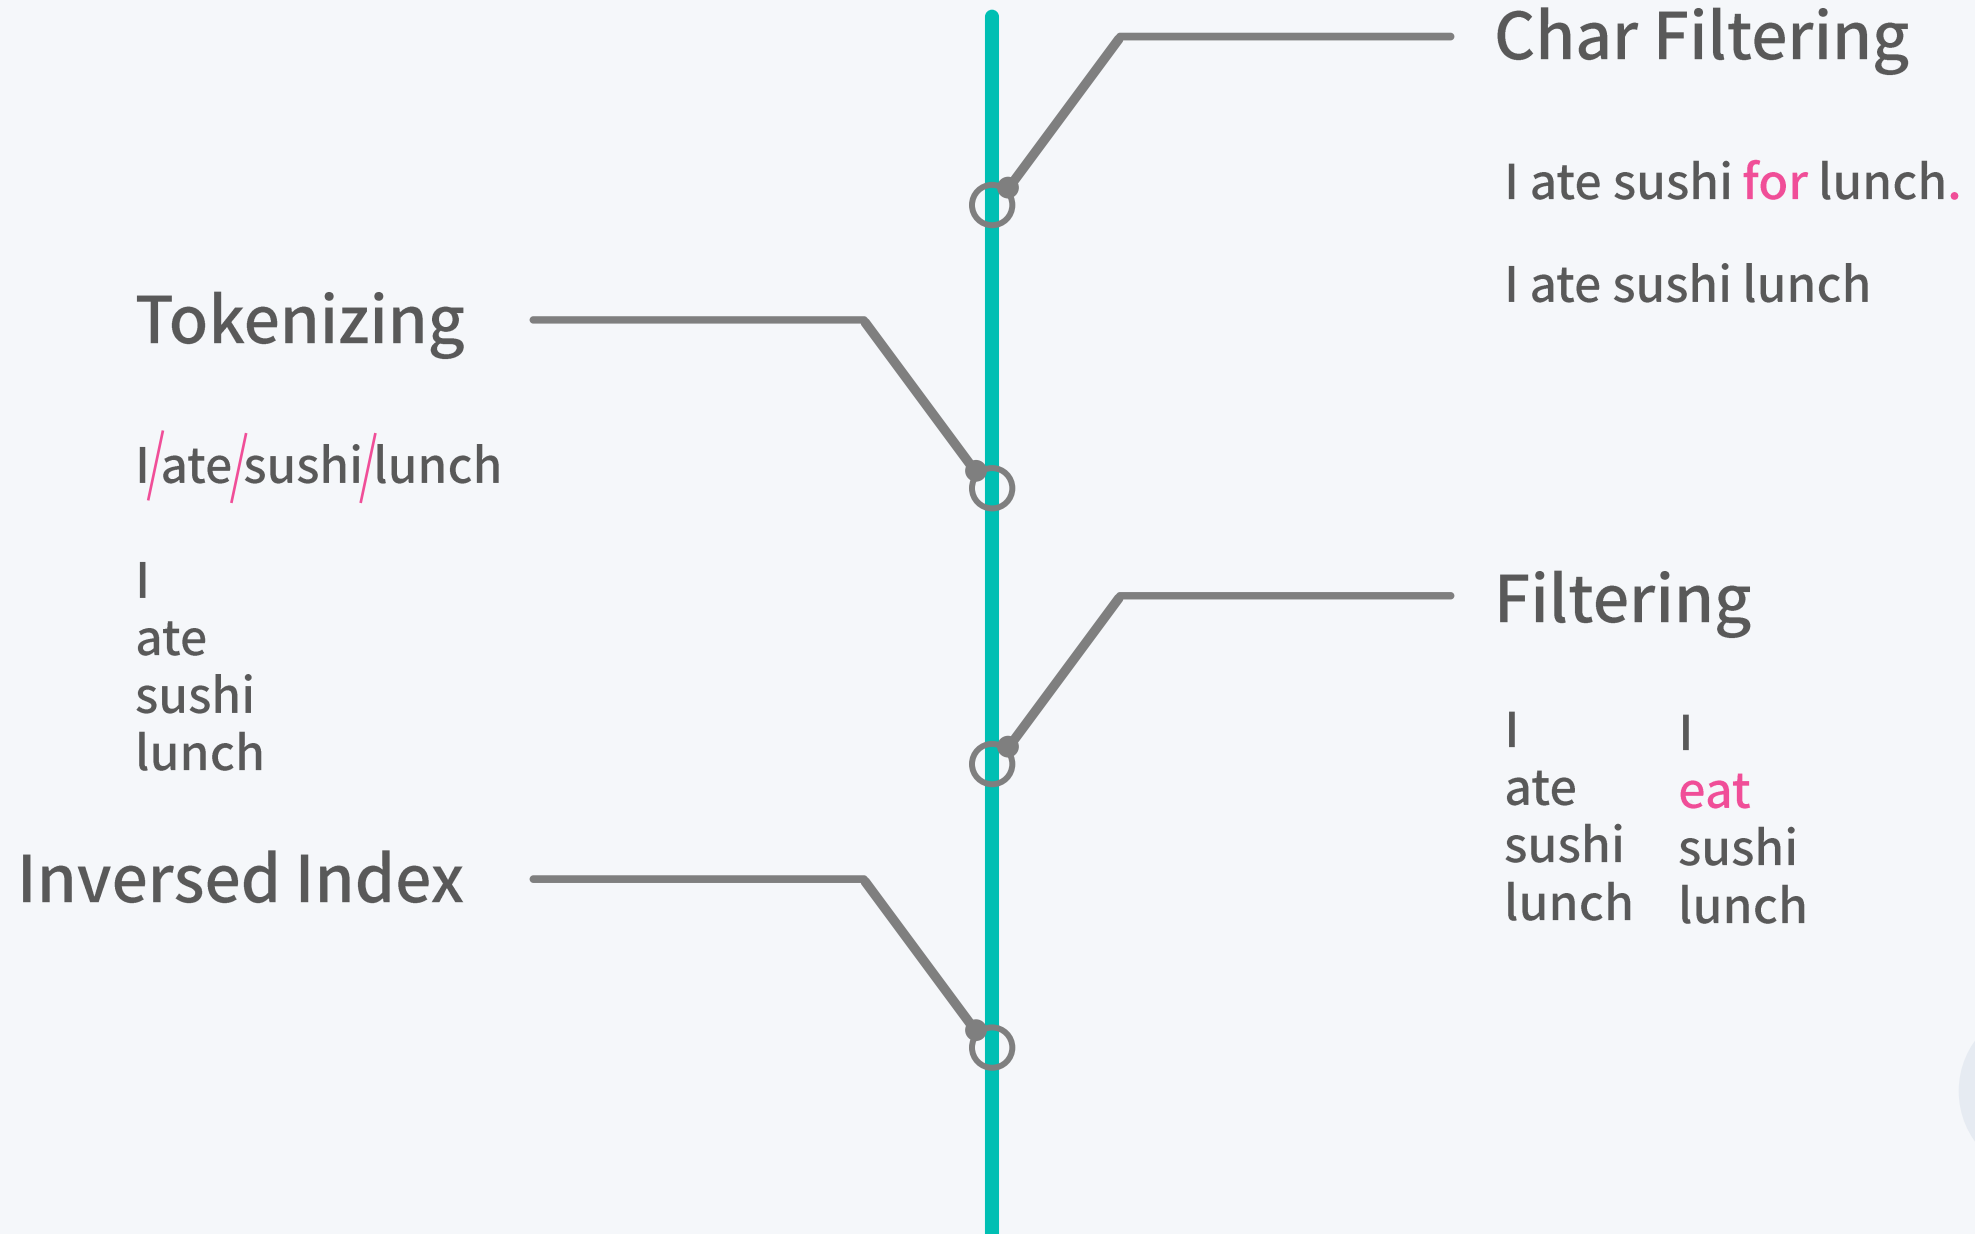 Char Filtering
I ate sushi for lunch.
I ate sushi lunch
Tokenizing
I/ate/sushi/lunch
I
ate
sushi
lunch
Filtering
I
ate
sushi
lunch
I
eat
sushi
lunch
Inversed Index